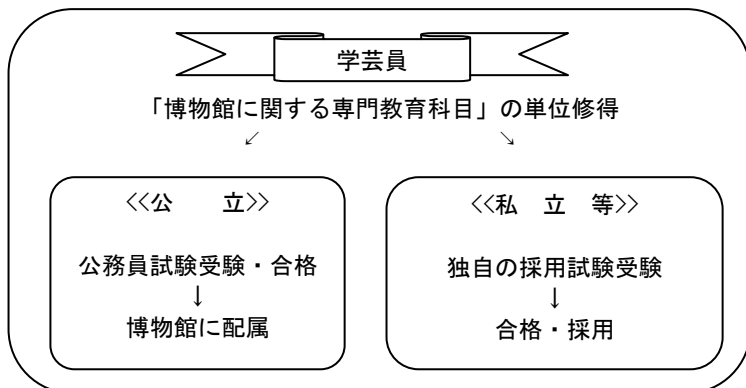 学芸員
「博物館に関する専門教育科目」の単位修得
↙ ↘
<<公　　立>>
公務員試験受験・合格
↓
博物館に配属
<<私　立　等>>
独自の採用試験受験
↓
合格・採用